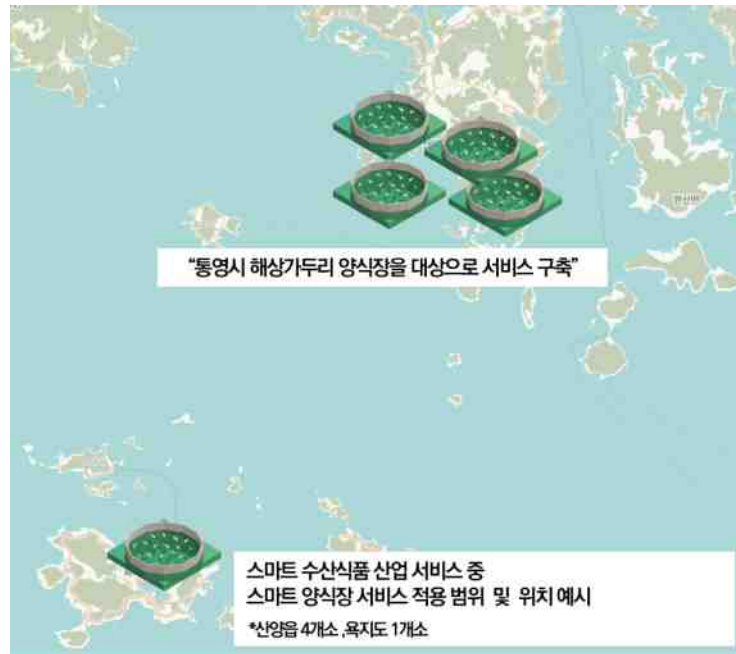 “통영시 해상가두리 양식장을 대상으로 서비스 구축”
스마트 수산식품 산업 서비스 중
스마트 양식장 서비스 적용 범위 및 위치 예시
*산양읍 4개소 ,욕지도 1개소